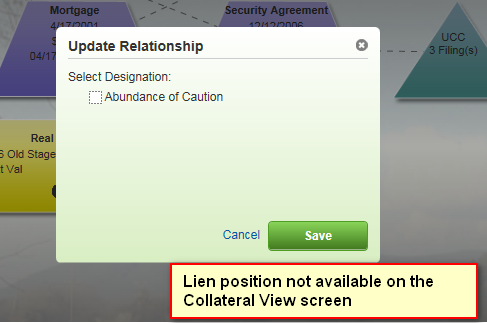 Mortgage
4/17/2001
04/17
Security Agreement
12/12/2006
UCC
3 Filing(s)
Update Relationship
Select Designation:
Abundance of Caution
Real
6 Old Stage
t Val
Cancel
Save
Lien position not available on the
Collateral View screen